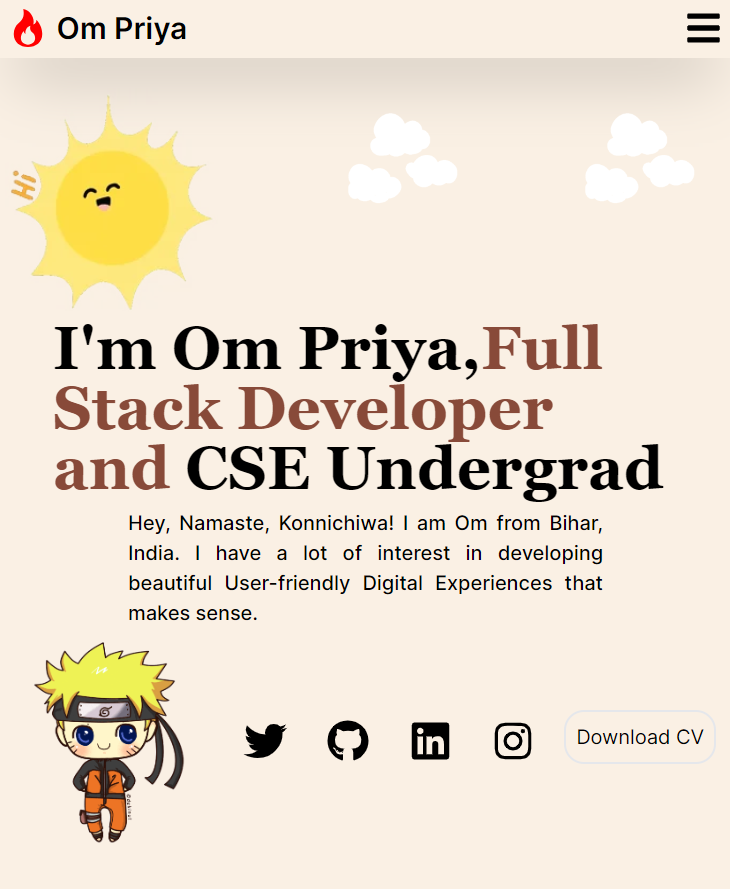 Om Priya
Hi
I'm Om Priya,Full
Stack Developer
and CSE Undergrad
Hey, Namaste, Konnichiwa! I am Om from Bihar,
India. I have a lot of interest in developing
beautiful User-friendly Digital Experiences that
makes sense.
in
Download CV